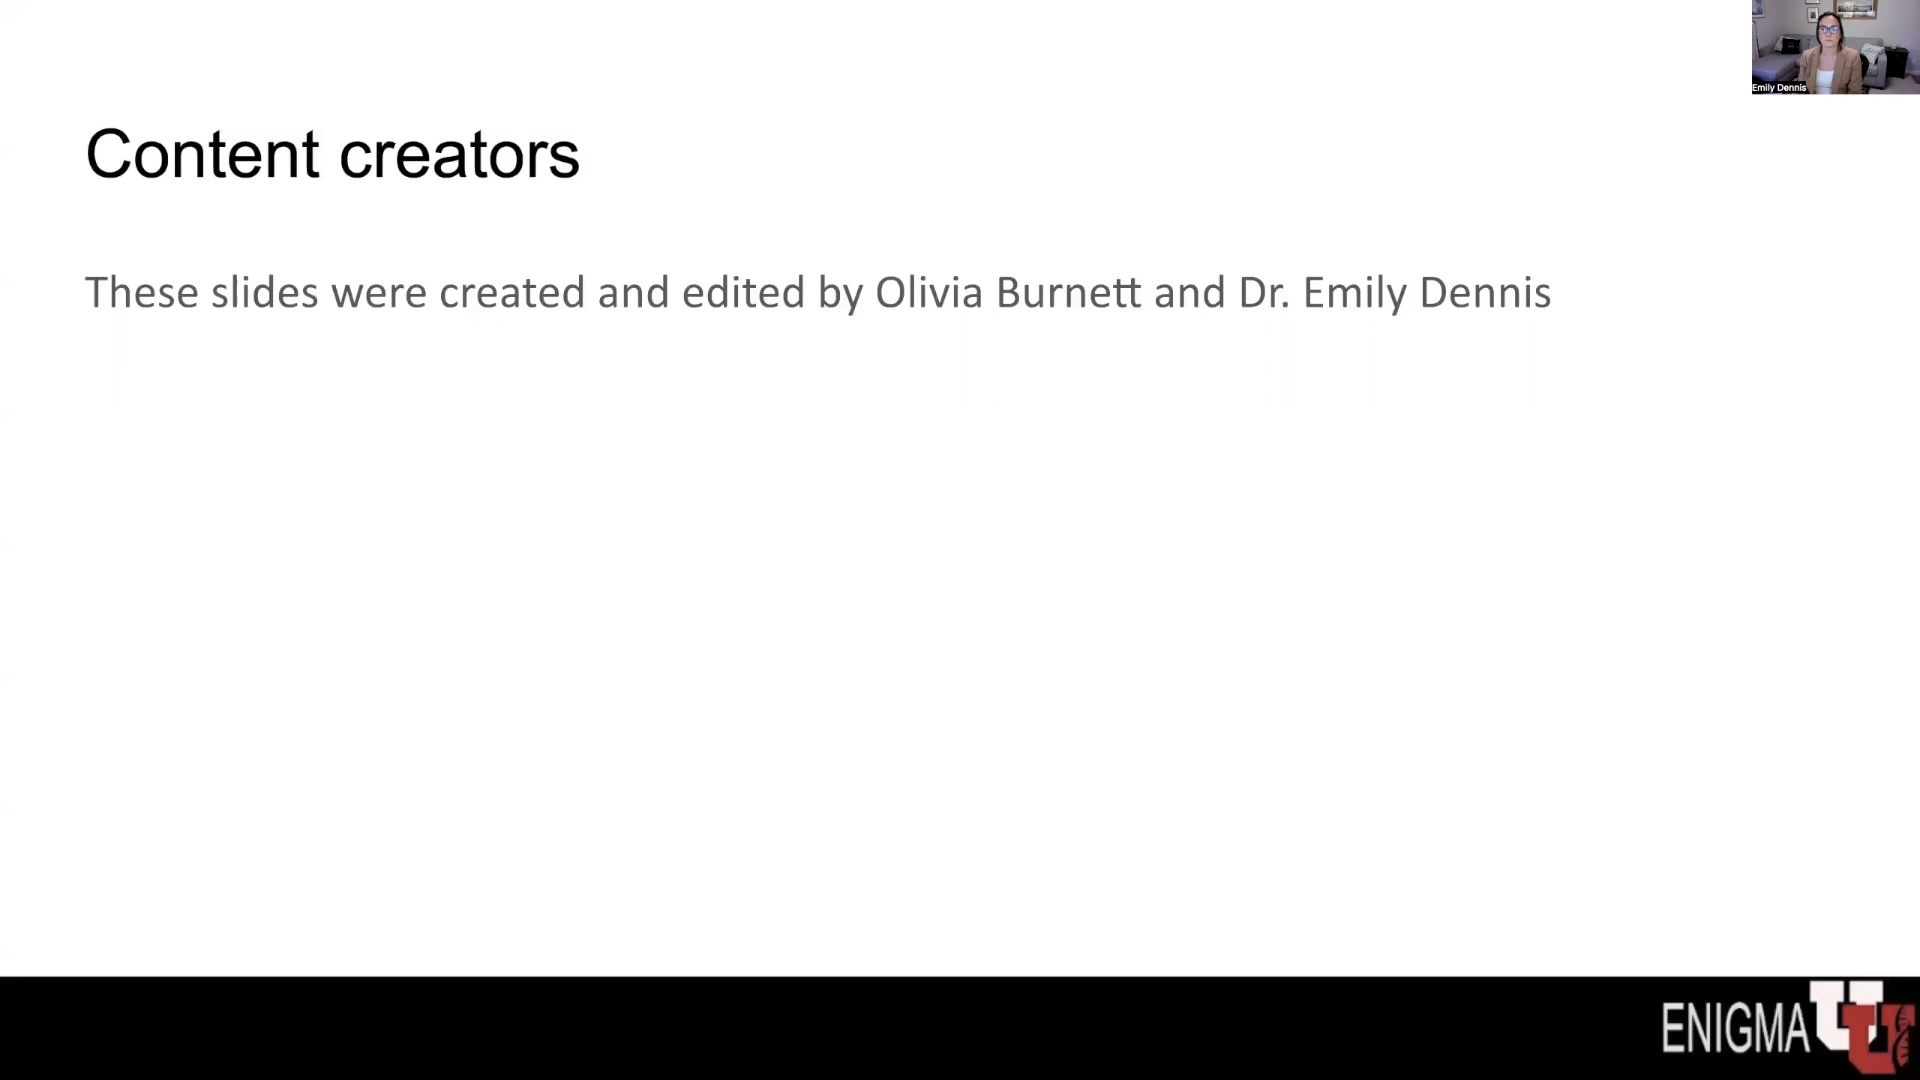 Emily Dennis
Content creators
These slides were created and edited by Olivia Burnett and Dr. Emily Dennis
ENIGMA U